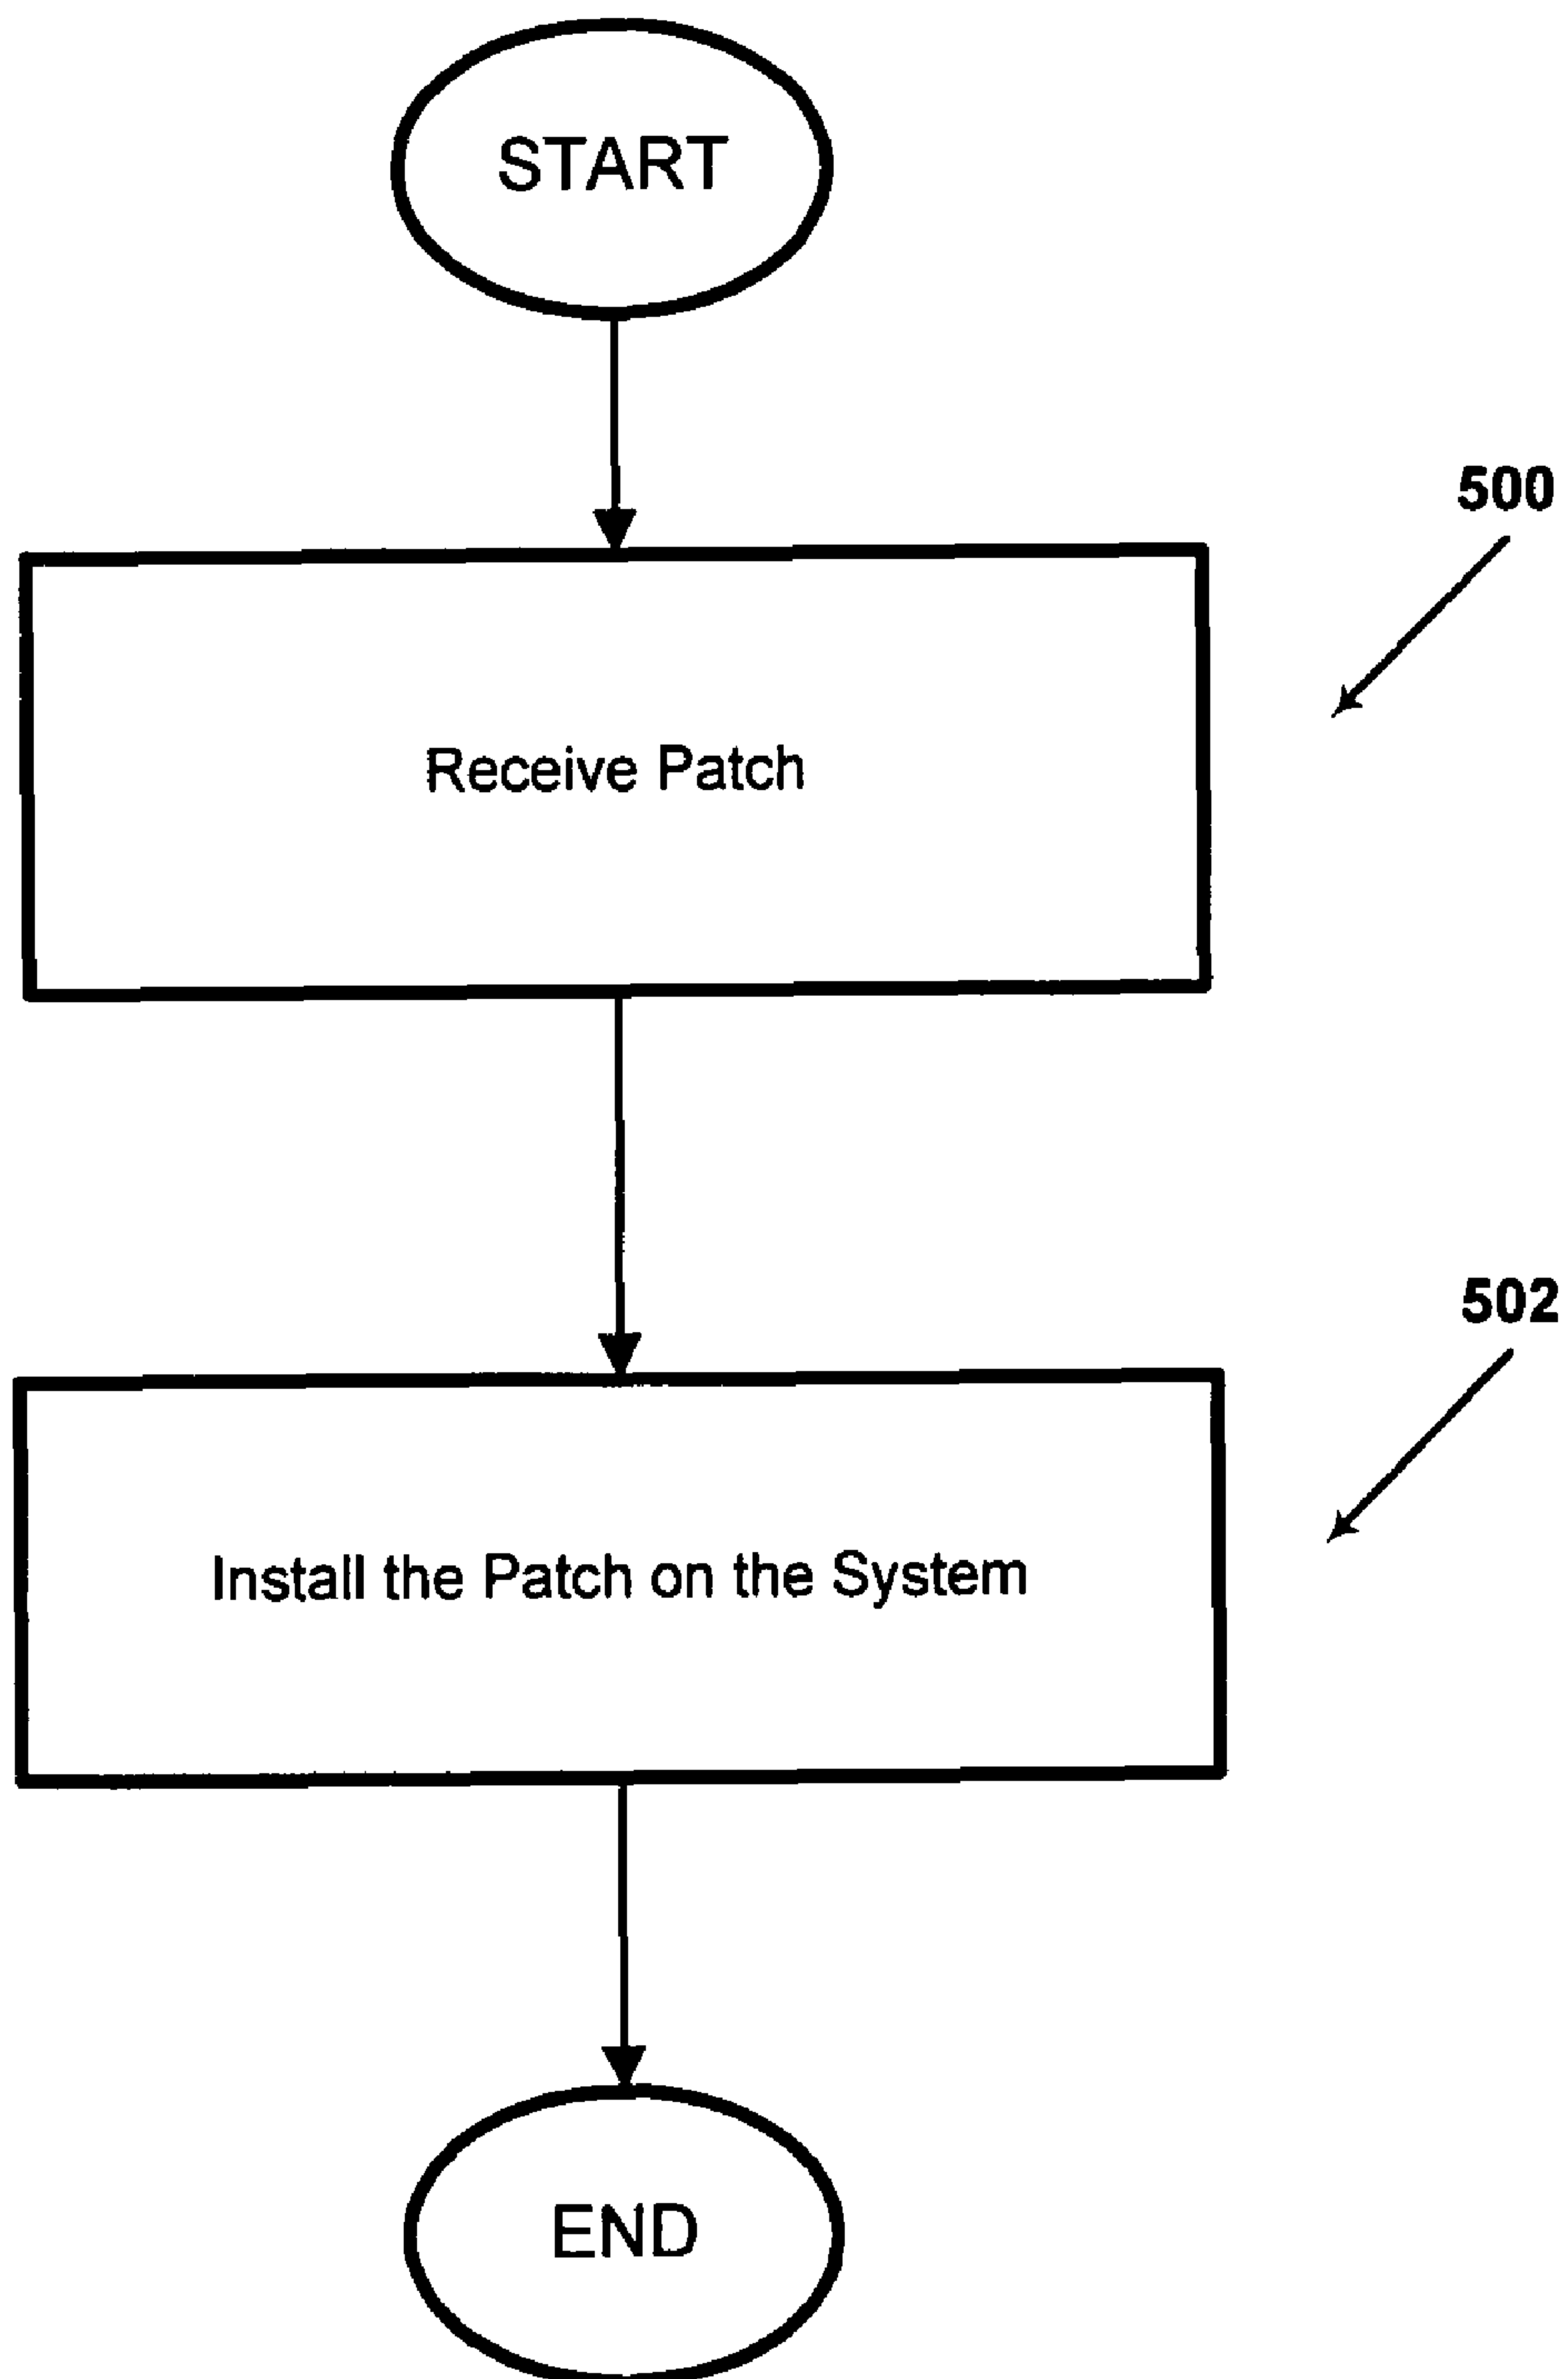 START
500
Receive Patch
502
Install the Patch on the System
END